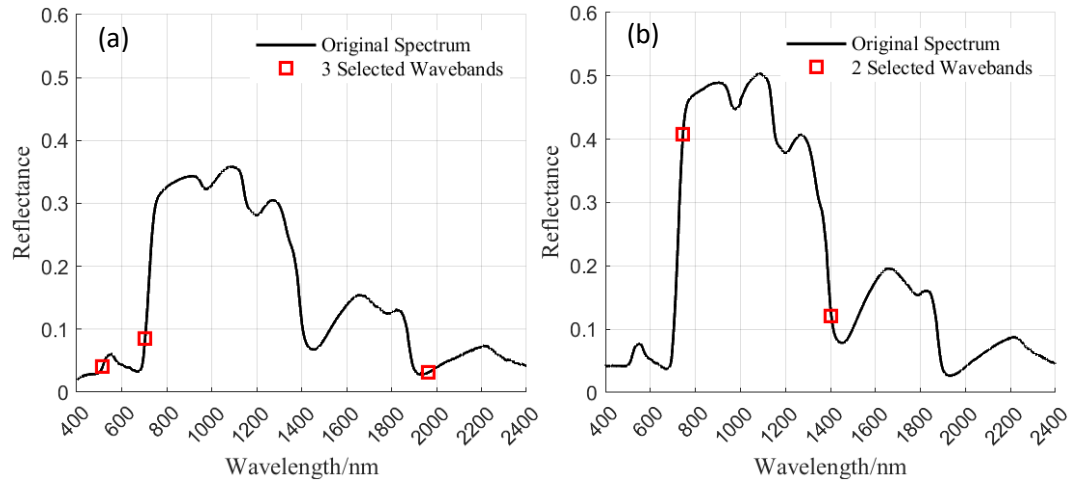 (a)
Original Spectrum
3 Selected Wavebands
Reflectance
0.6
0.5
0.4
0.3
0.2
0.1
0
400 600 800 1000 1200 1400 1600 1800 2000 2200 2400
Wavelength/nm
(b)
Original Spectrum
2 Selected Wavebands
Reflectance
0.6
0.5
0.4
0.3
0.2
0.1
0
400 600 800 1000 1200 1400 1600 1800 2000 2200 2400
Wavelength/nm